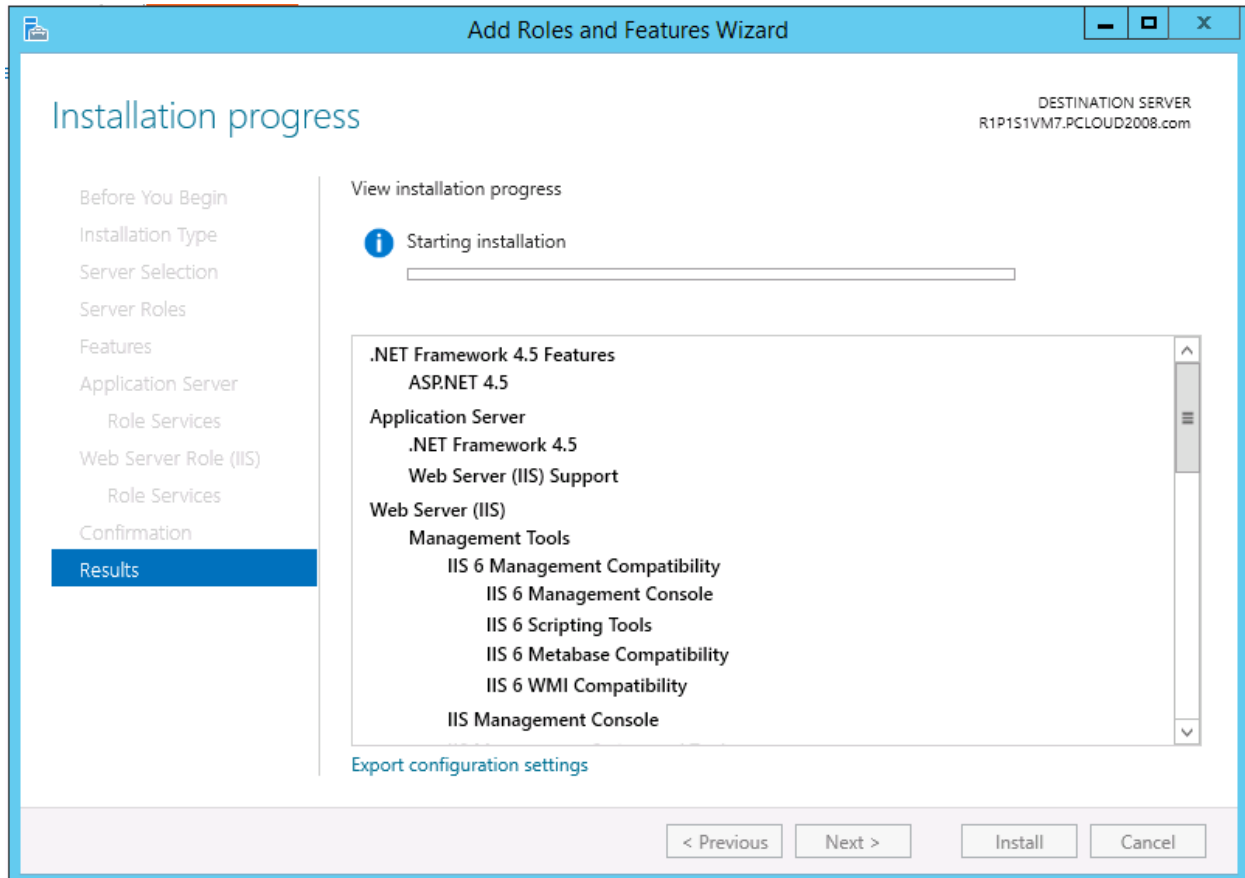 Add Roles and Features Wizard
Installation progress
DESTINATION SERVER
R1P1S1VM7.PCLOUD2008.com
Before You Begin
Installation Type
Server Selection
Server Roles
Features
Application Server
Role Services
Web Server Role (IIS)
Role Services
Confirmation
Results
View installation progress
Starting installation
.NET Framework 4.5 Features
ASP.NET 4.5
Application Server
.NET Framework 4.5
Web Server (IIS) Support
Web Server (IIS)
Management Tools
IIS 6 Management Compatibility
IIS 6 Management Console
IIS 6 Scripting Tools
IIS 6 Metabase Compatibility
IIS 6 WMI Compatibility
IIS Management Console
Export configuration settings
< Previous
Next >
Install
Cancel